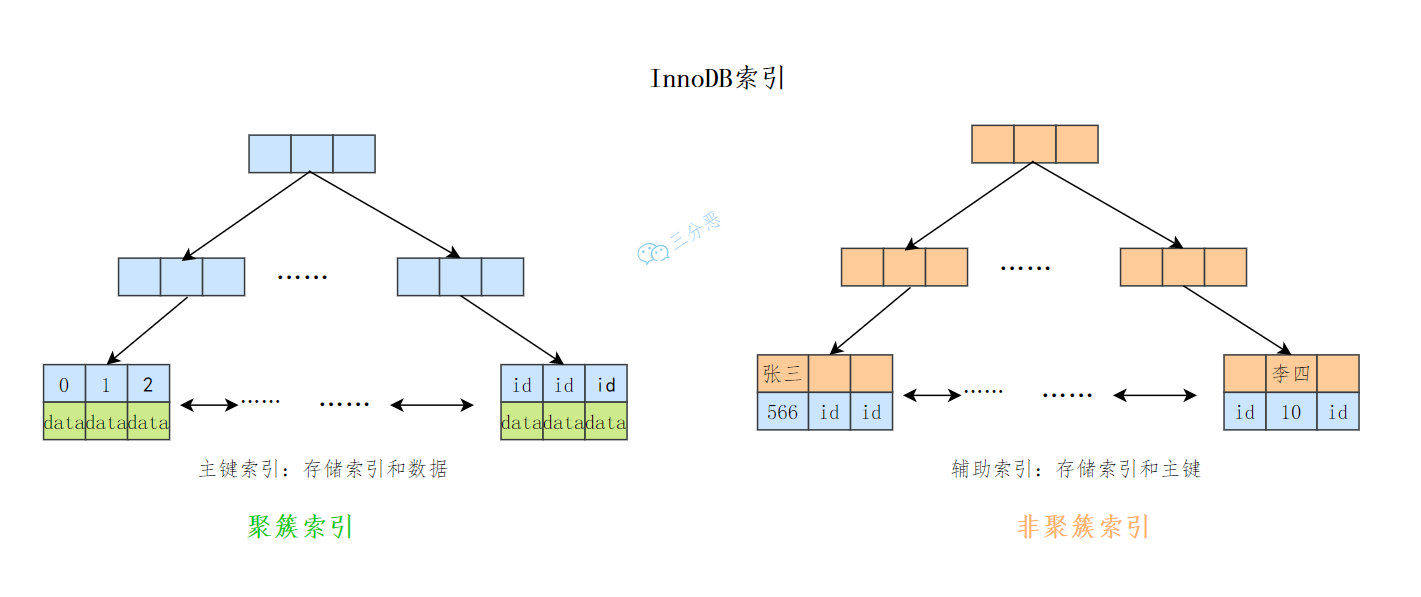 InnoDB索引
三分恶
……
……
0 1 2
data data data
…… ……
id id id
data data data
张三
566 id id
…… ……
李四
id 10 id
主键索引：存储索引和数据
辅助索引：存储索引和主键
聚簇索引
非聚簇索引